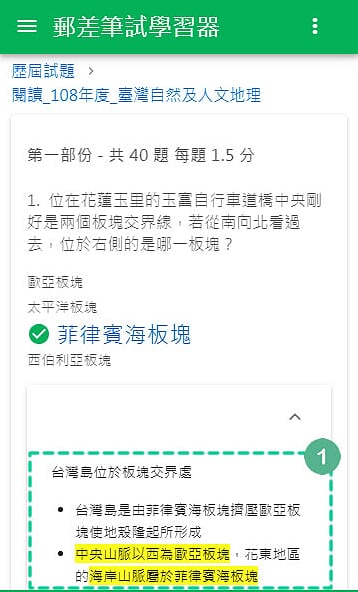 郵差筆試學習器
歷屆試題 >
閱讀_108年度_臺灣自然及人文地理
第一部份 - 共 40 題 每題 1.5 分
1. 位在花蓮玉里的玉富自行車道橋中央剛
好是兩個板塊交界線，若從南向北看過
去，位於右側的是哪一板塊？
歐亞板塊
太平洋板塊
菲律賓海板塊
西伯利亞板塊
1
台灣島位於板塊交界處
• 台灣島是由菲律賓海板塊擠壓歐亞板
塊使地殼隆起所形成
• 中央山脈以西為歐亞板塊，花東地區
的海岸山脈屬於菲律賓海板塊